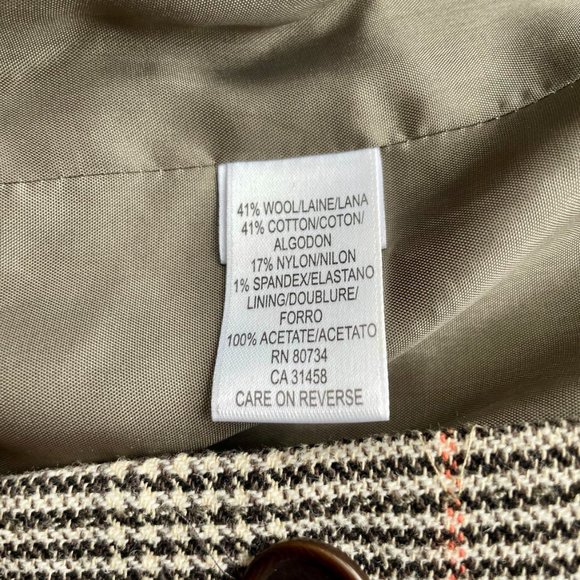 41% WOOL/LAINE/LANA
41% COTTON/COTON/
ALGODON
17% NYLON/NILON
1% SPANDEX/ELASTANO
LINING/DOUBLURE/
FORRO
100% ACETATE/ACETATO
RN 80734
CA 31458
CARE ON REVERSE